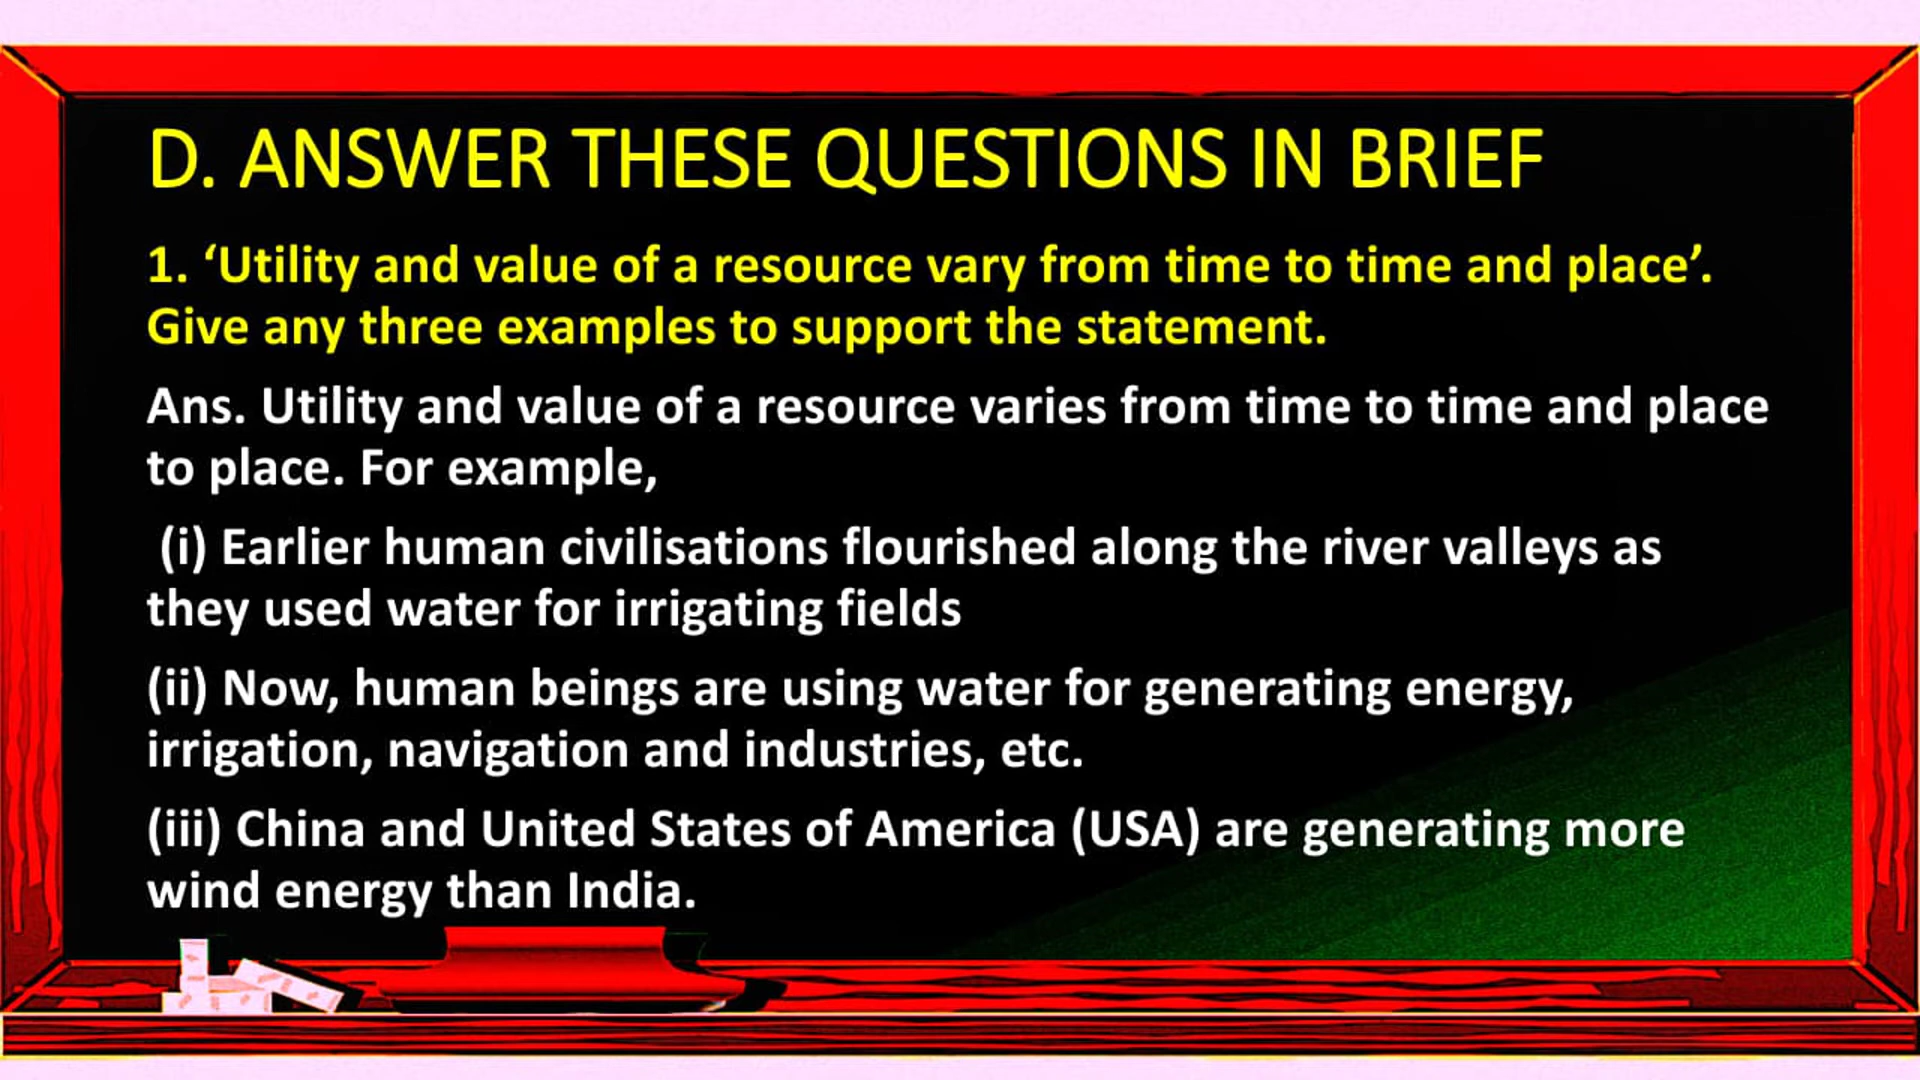 D. ANSWER THESE QUESTIONS IN BRIEF
1. ‘Utility and value of a resource vary from time to time and place’.
Give any three examples to support the statement.
Ans. Utility and value of a resource varies from time to time and place
to place. For example,
(i) Earlier human civilisations flourished along the river valleys as
they used water for irrigating fields
(ii) Now, human beings are using water for generating energy,
irrigation, navigation and industries, etc.
(iii) China and United States of America (USA) are generating more
wind energy than India.